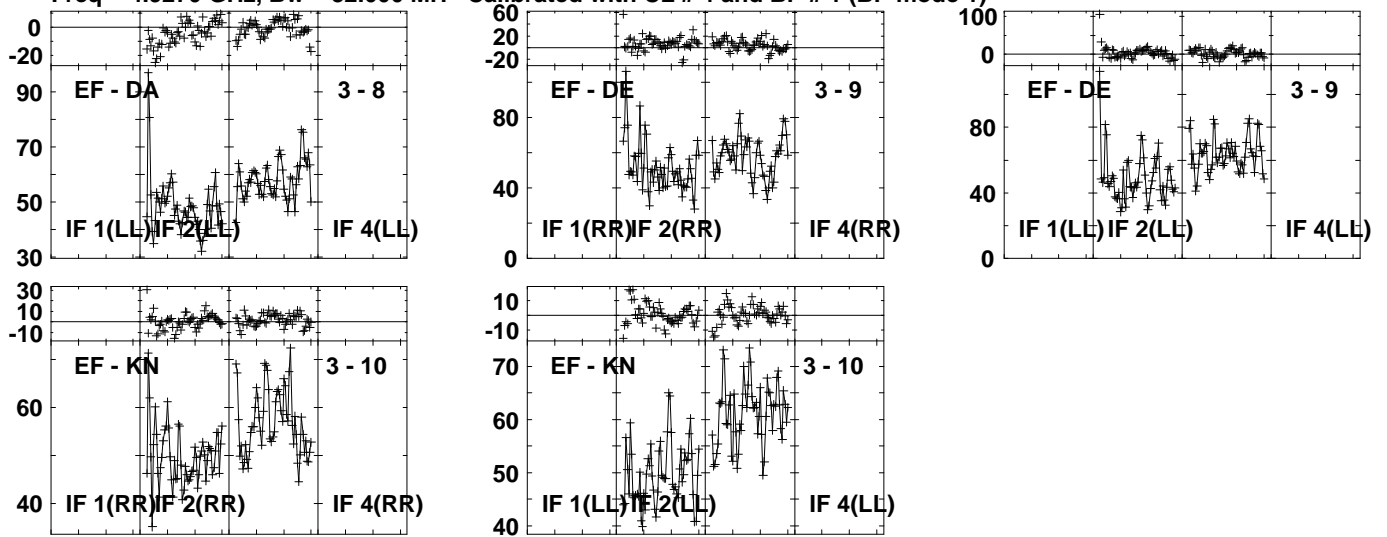 60
100
0
20
0
-20
-20
0
90
EF - DA
3 - 8
EF - DE
3 - 9
EF - DE
3 - 9
70
80
80
50
40
40
IF 1(LL) IF 2(LL) IF 4(LL)
IF 1(RR) IF 2(RR) IF 4(RR)
IF 1(LL) IF 2(LL) IF 4(LL)
30
0
0
30
10
10
-10
-10
EF - KN
3 - 10
EF - KN
3 - 10
70
60
60
50
40
40
IF 1(RR) IF 2(RR) IF 4(RR)
IF 1(LL) IF 2(LL) IF 4(LL)